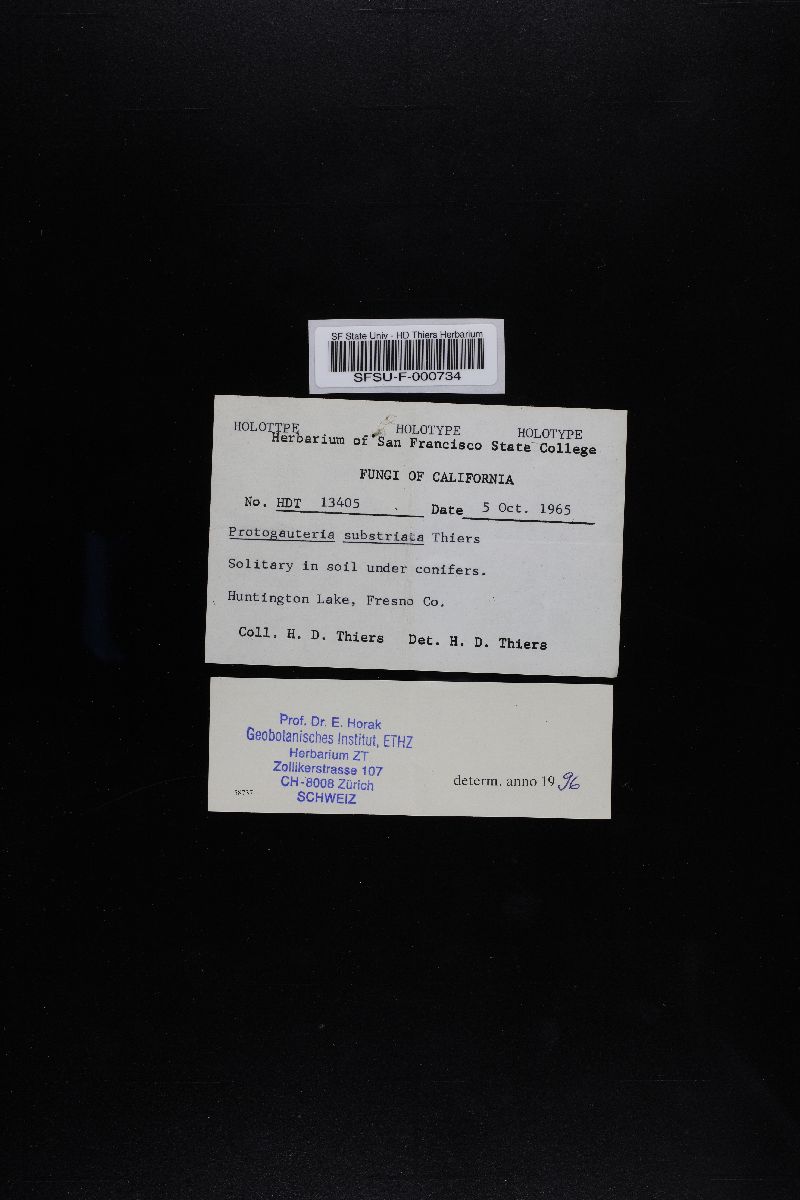 SF State Univ - HD Thiers Herbarium
SFSU-F-000734
HOLOTTPE HOLOTYPE HOLOTYPE
Herbarium of San Francisco State College
FUNGI OF CALIFORNIA
No. HDT 13405 Date 5 Oct. 1965
Protogauteria substriata Thiers
Solitary in soil under conifers.
Huntington Lake, Fresno Co.
Coll. H. D. Thiers Det. H. D. Thiers
Prof. Dr. E. Horak
Geobotanisches Institut, ETHZ
Herbarium ZT
Zollikerstrasse 107
CH-8008 Zürich
SCHWEIZ
determ. anno 1996
58737